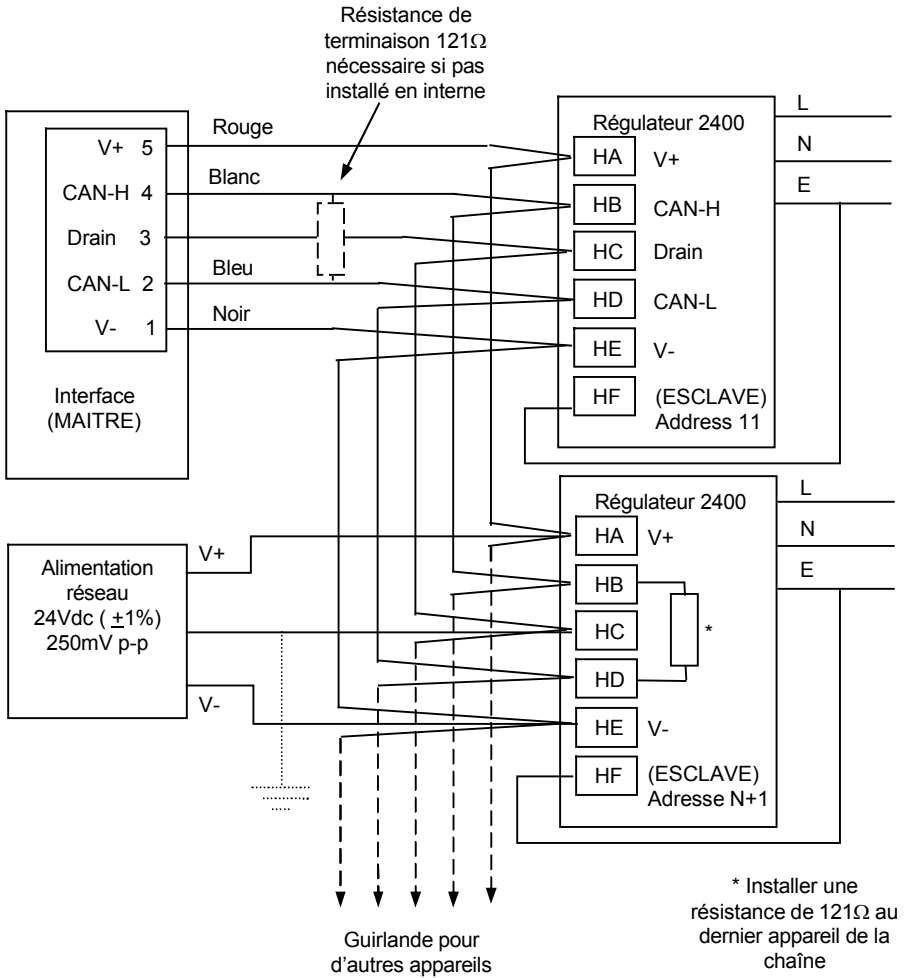 Résistance de
terminaison 121Ω
nécessaire si pas
installé en interne
V+ 5
CAN-H 4
Drain 3
CAN-L 2
V- 1
Interface
(MAITRE)
Rouge
Blanc
Bleu
Noir
Régulateur 2400
HA V+
HB CAN-H
HC Drain
HD CAN-L
HE V-
HF (ESCLAVE)
Address 11
L
N
E
Alimentation
réseau
24Vdc ( ±1%)
250mV p-p
V+
V-
Régulateur 2400
HA V+
HB
HC
*
HD
HE V-
HF (ESCLAVE)
Adresse N+1
L
N
E
Guirlande pour
d'autres appareils
* Installer une
résistance de 121Ω au
dernier appareil de la
chaîne